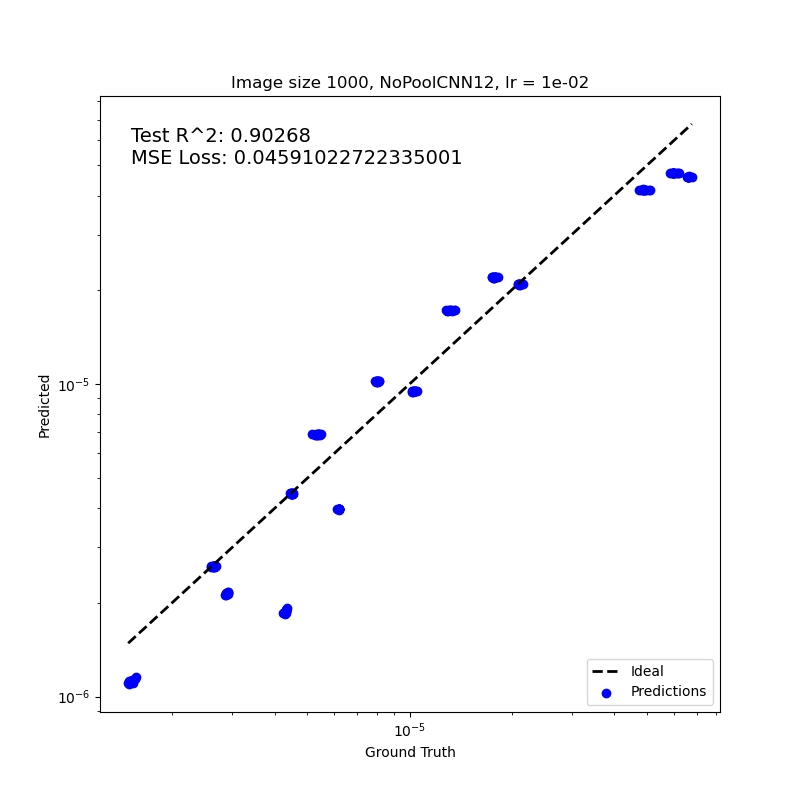 Image size 1000, NoPoolCNN12, lr = 1e-02
Test R^2: 0.90268
MSE Loss: 0.04591022722335001
Predicted
10⁻⁵
10⁻⁶
Ideal
Predictions
10⁻⁵
Ground Truth